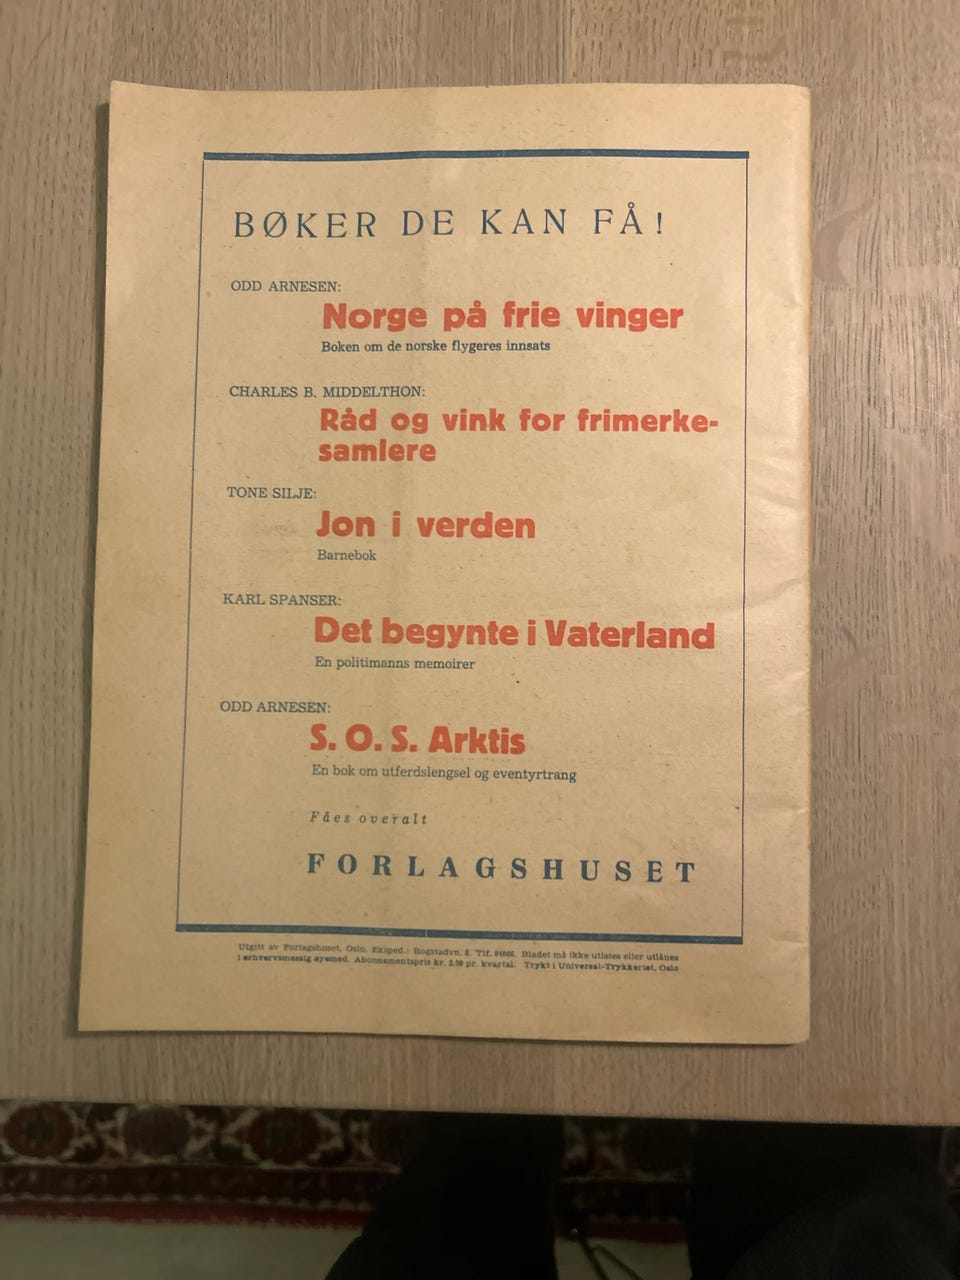 BØKER DE KAN FÅ!
ODD ARNESEN:
Norge på frie vinger
Boken om de norske flygeres innsats
CHARLES B. MIDDELTHON:
Råd og vink for frimerke-
samlere
TONE SILJE:
Jon i verden
Barnebok
KARL SPANSER:
Det begynte i Vaterland
En politimanns memoirer
ODD ARNESEN:
S. O. S. Arktis
En bok om utferdslengsel og eventyrtrang
Fåes overalt
FORLAGSHUSET
Utgitt av Forlagshuset, Oslo. Eksped.: Bogstadvn. 8. Tlf. Bladet må ikke utleies eller utlånes
i erhvervsmessig øyemed. Abonnementspris kr. pr. kvartal. Trykt i Universal-Trykkeriet, Oslo